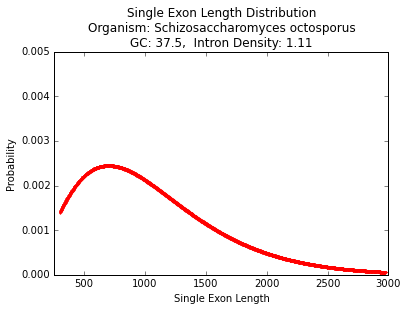 Single Exon Length Distribution
Organism: Schizosaccharomyces octosporus
GC: 37.5,  Intron Density: 1.11
0.005
0.004
0.003
0.002
0.001
0.000
Probability
500 1000 1500 2000 2500 3000
Single Exon Length